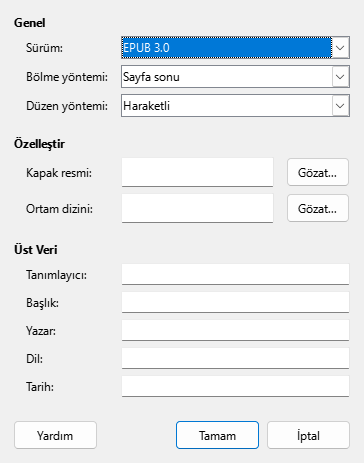 Genel
Sürüm: EPUB 3.0
Bölme yöntemi: Sayfa sonu
Düzen yöntemi: Haraketli
Özelleştir
Kapak resmi: Gözat...
Ortam dizini: Gözat...
Üst Veri
Tanımlayıcı:
Başlık:
Yazar:
Dil:
Tarih:
Yardım Tamam İptal